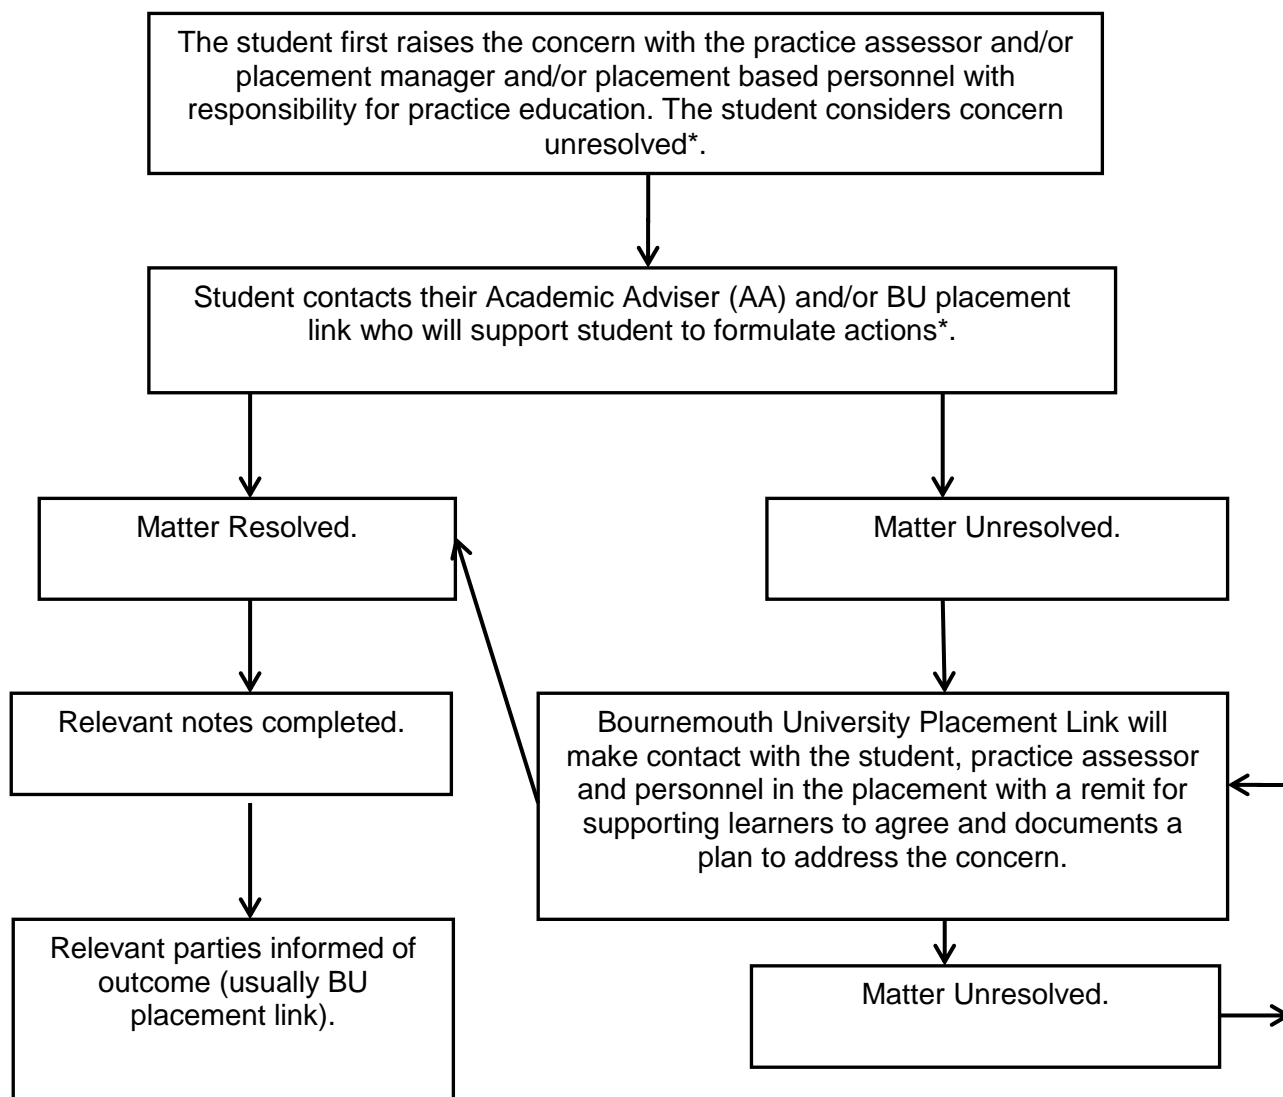 The student first raises the concern with the practice assessor and/or
placement manager and/or placement based personnel with
responsibility for practice education. The student considers concern
unresolved*.
Student contacts their Academic Adviser (AA) and/or BU placement
link who will support student to formulate actions*.
Matter Resolved.
Matter Unresolved.
Relevant notes completed.
Bournemouth University Placement Link will
make contact with the student, practice assessor
and personnel in the placement with a remit for
supporting learners to agree and documents a
plan to address the concern.
Relevant parties informed of
outcome (usually BU
placement link).
Matter Unresolved.